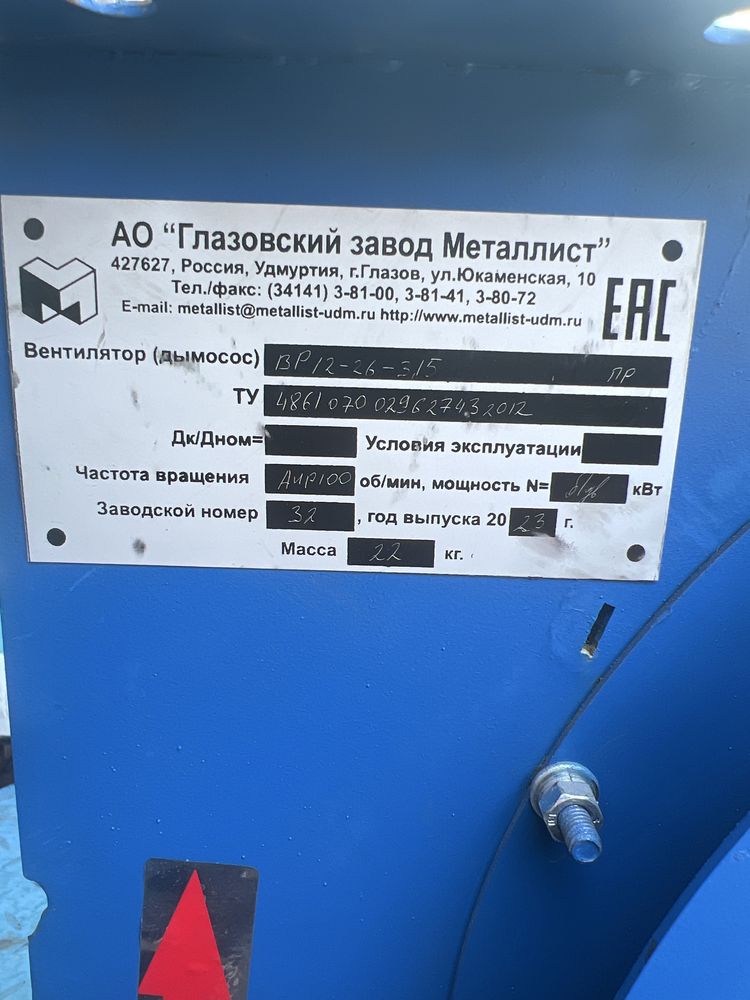 АО “Глазовский завод Металлист”
427627, Россия, Удмуртия, г.Глазов, ул.Юкаменская, 10
Тел./факс: (34141) 3-81-00, 3-81-41, 3-80-72
E-mail: metallist@metallist-udm.ru http://www.metallist-udm.ru
EAC
Вентилятор (дымосос) ВР12-26-3,15 ПР
ТУ 4861 070 02962743 2012
Дк/Дном= Условия эксплуатации
Частота вращения АИР100 об/мин, мощность N= кВт
Заводской номер 32, год выпуска 2023 г.
Масса 22 кг.